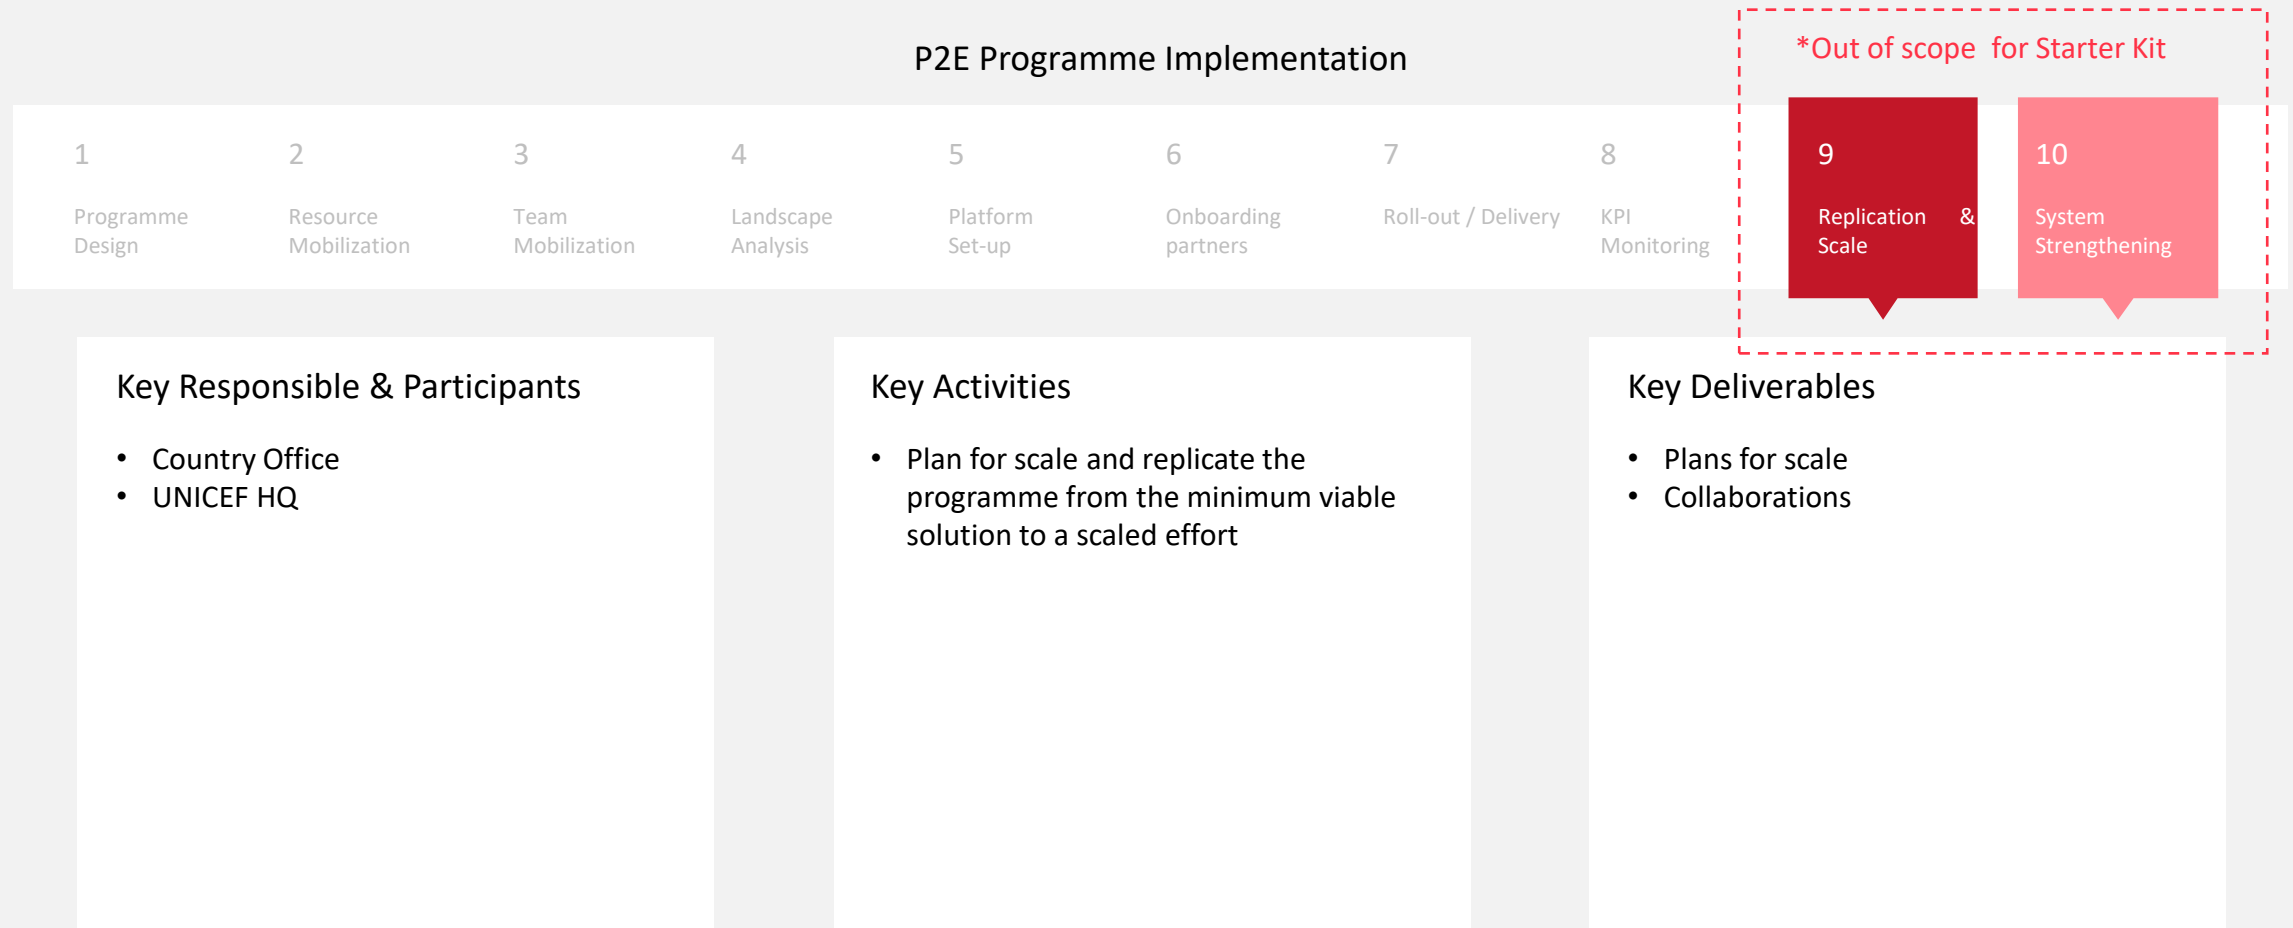 P2E Programme Implementation
*Out of scope for Starter Kit
1
Programme
Design
2
Resource
Mobilization
3
Team
Mobilization
4
Landscape
Analysis
5
Platform
Set-up
6
Onboarding
partners
7
Roll-out / Delivery
8
KPI
Monitoring
9
Replication &
Scale
10
System
Strengthening
Key Responsible & Participants
• Country Office
• UNICEF HQ
Key Activities
• Plan for scale and replicate the
programme from the minimum viable
solution to a scaled effort
Key Deliverables
• Plans for scale
• Collaborations